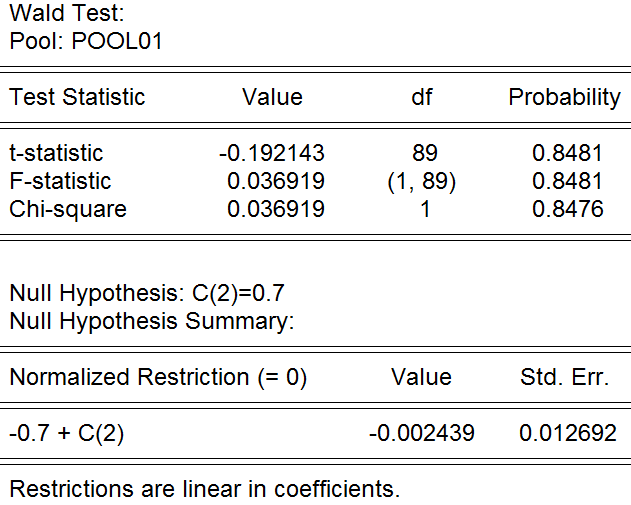 Wald Test:
Pool: POOL01
Test Statistic Value df Probability
t-statistic -0.192143 89 0.8481
F-statistic 0.036919 (1, 89) 0.8481
Chi-square 0.036919 1 0.8476
Null Hypothesis: C(2)=0.7
Null Hypothesis Summary:
Normalized Restriction (= 0) Value Std. Err.
-0.7 + C(2) -0.002439 0.012692
Restrictions are linear in coefficients.